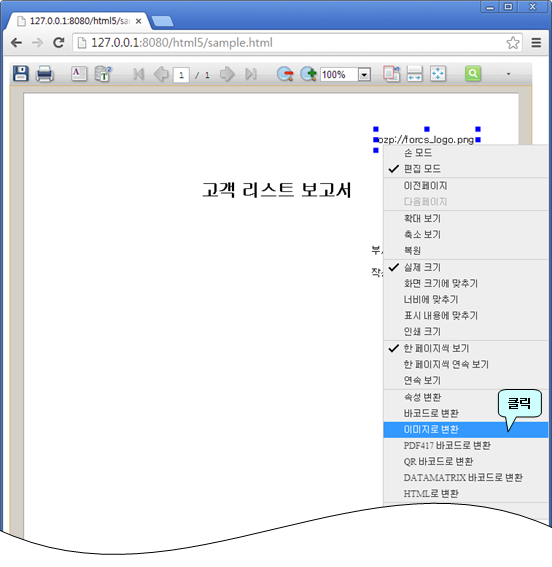 127.0.0.1:8080/html5/sar
127.0.0.1:8080/html5/sample.html
1 / 1 100%
ozp://forcs_logo.png
고객 리스트 보고서
손 모드
편집 모드
이전페이지
다음페이지
확대 보기
축소 보기
복원
실제 크기
화면 크기에 맞추기
너비에 맞추기
표시 내용에 맞추기
인쇄 크기
한 페이지씩 보기
한 페이지씩 연속 보기
연속 보기
속성 변환
바코드로 변환
이미지로 변환
클릭
PDF417 바코드로 변환
QR 바코드로 변환
DATAMATRIX 바코드로 변환
HTML로 변환